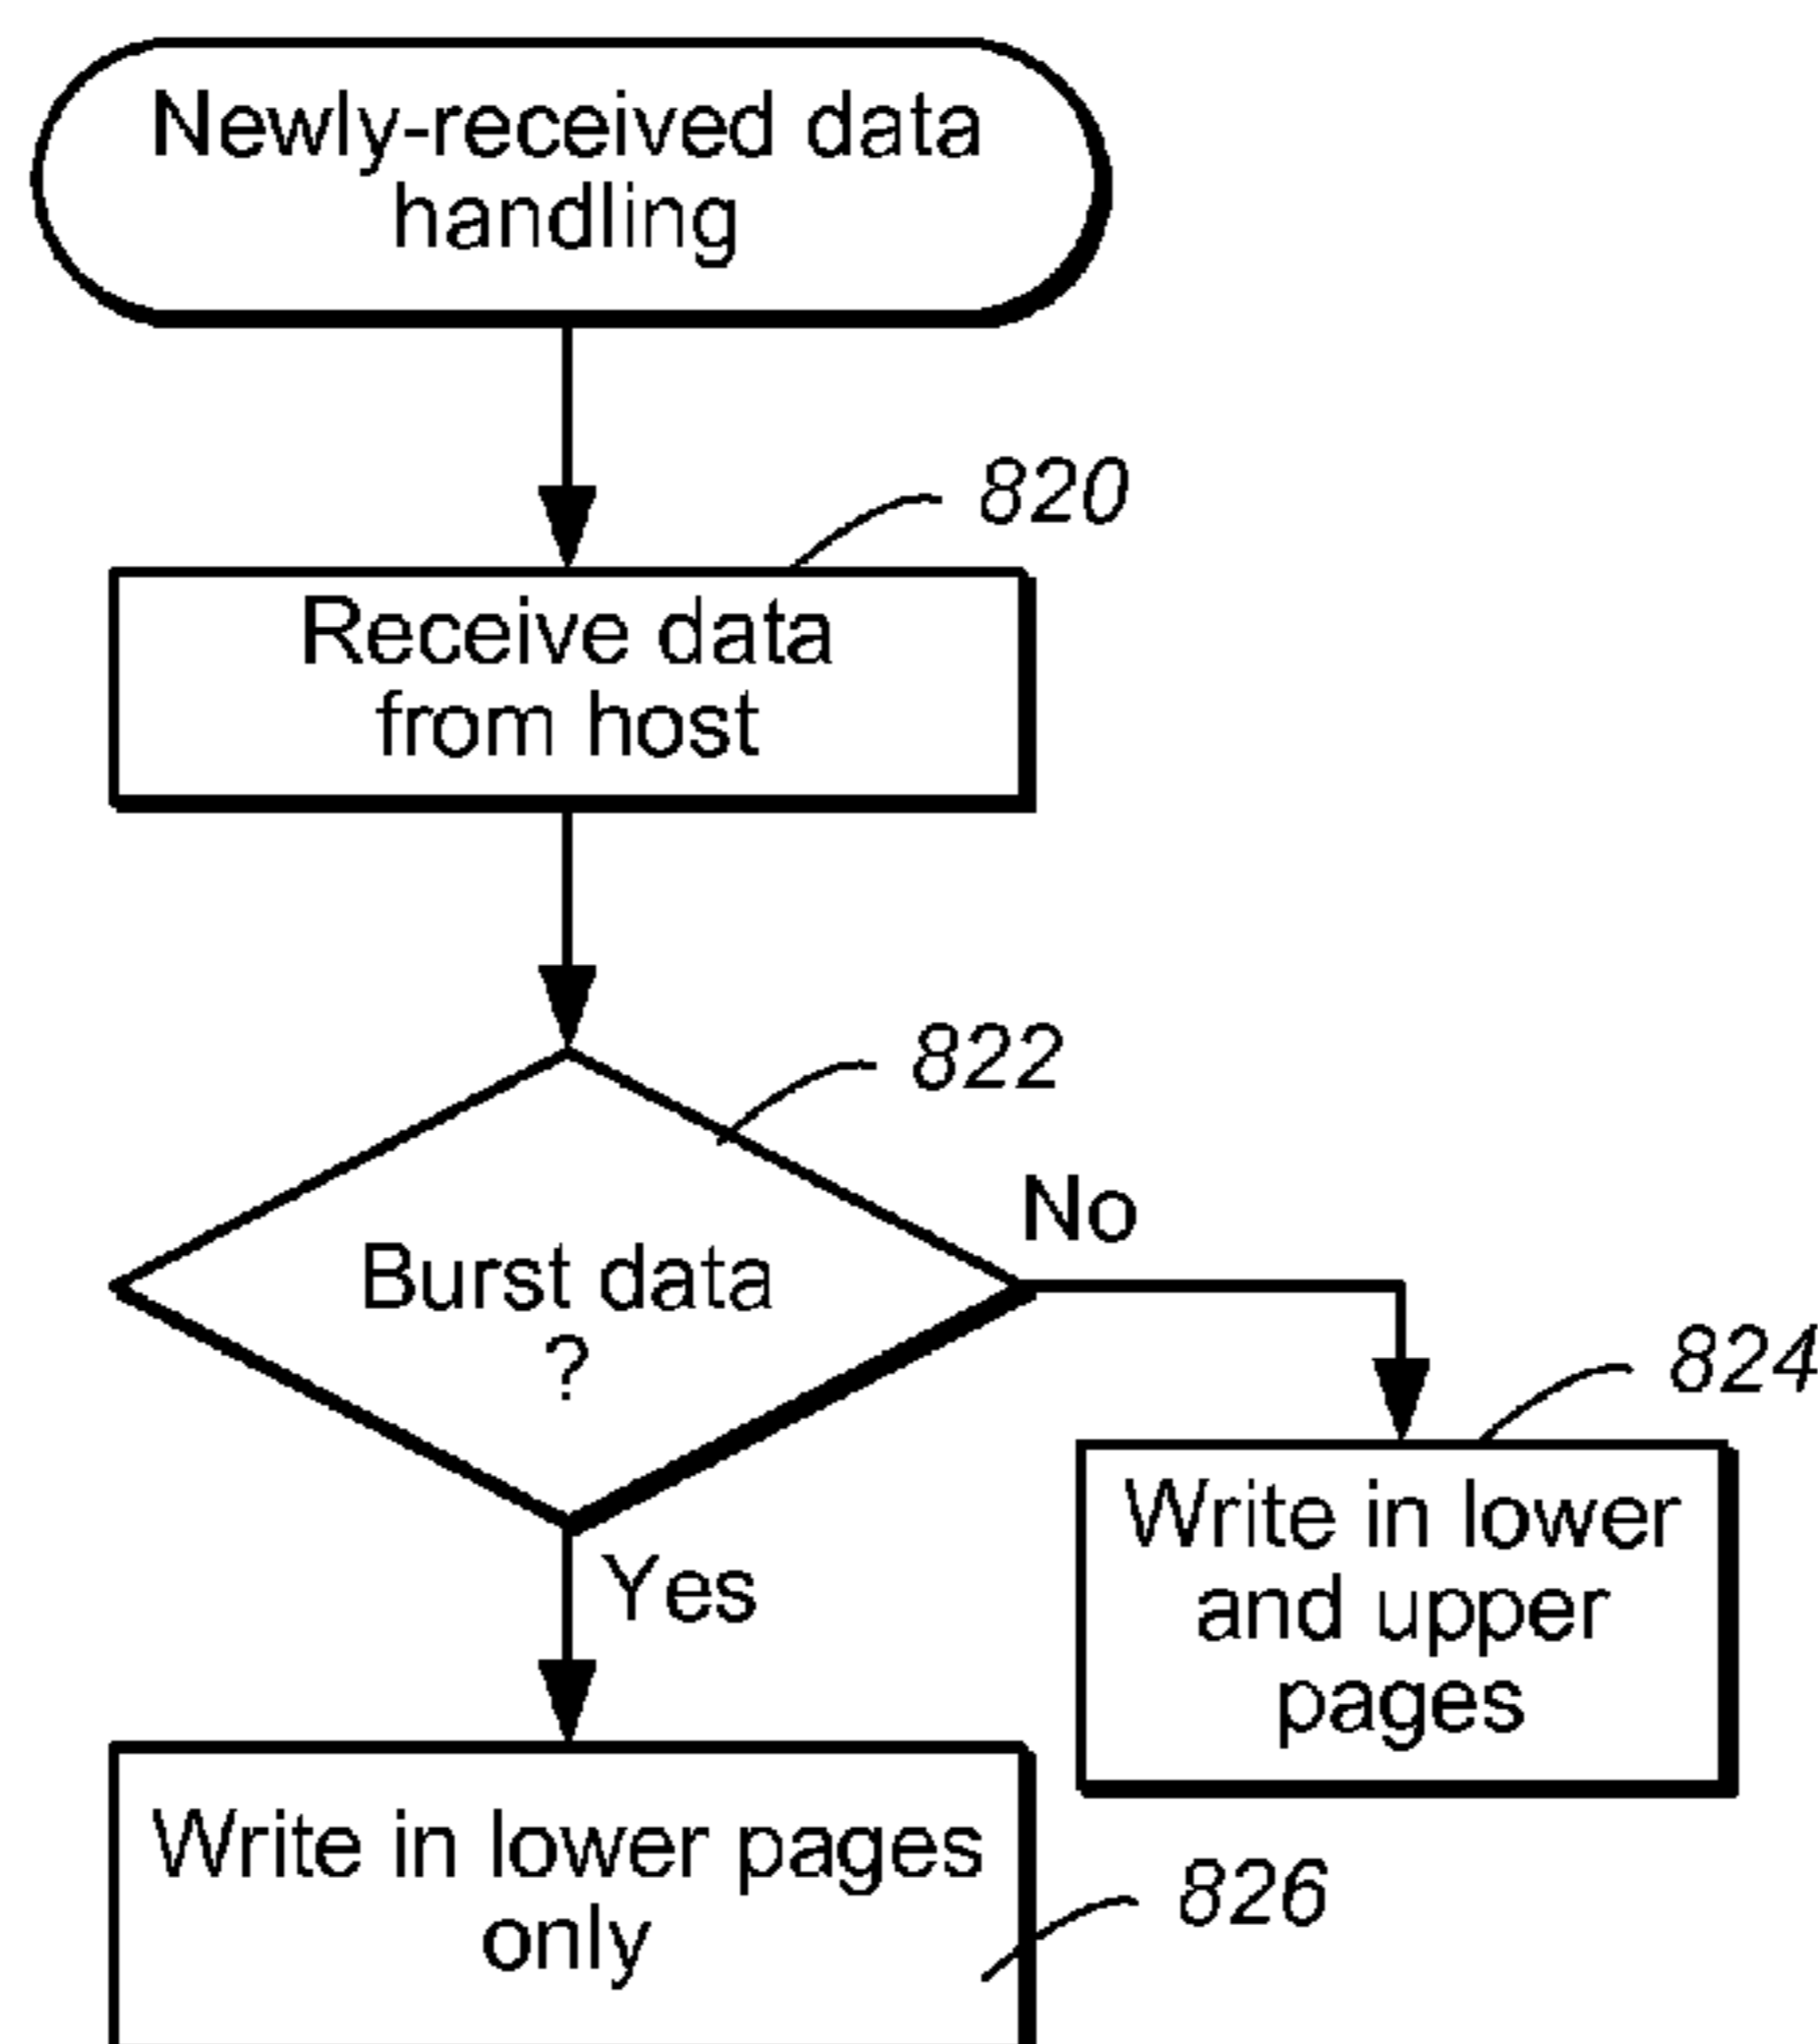 Newly-received data
handling
820
Receive data
from host
822
Burst data
?
No
Yes
824
Write in lower
and upper
pages
Write in lower pages
only
826